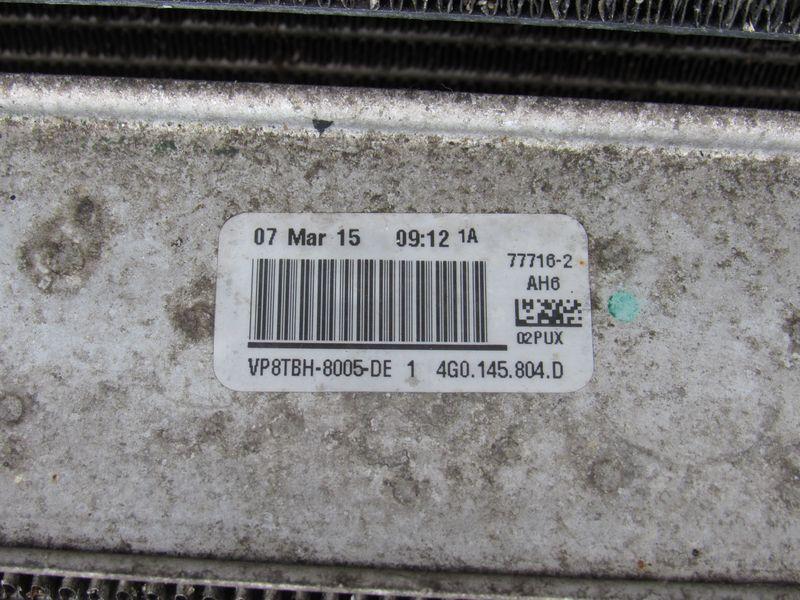 07 Mar 15 09:12 1A
77716-2
AH6
02PUX
VP8TBH-8005-DE 1 4G0.145.804.D